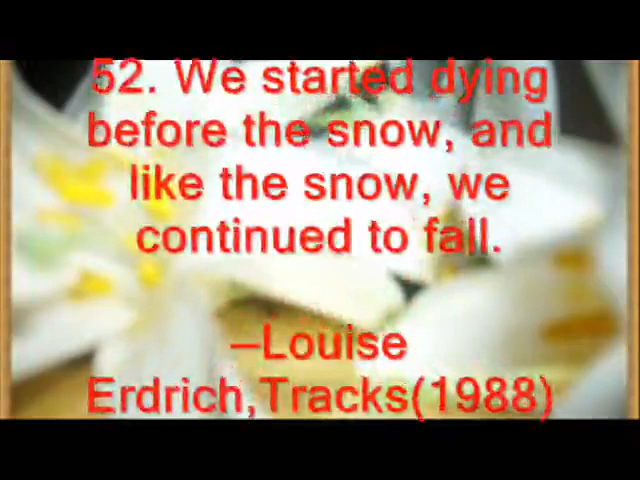 52. We started dying
before the snow, and
like the snow, we
continued to fall.
—Louise
Erdrich,Tracks(1988)